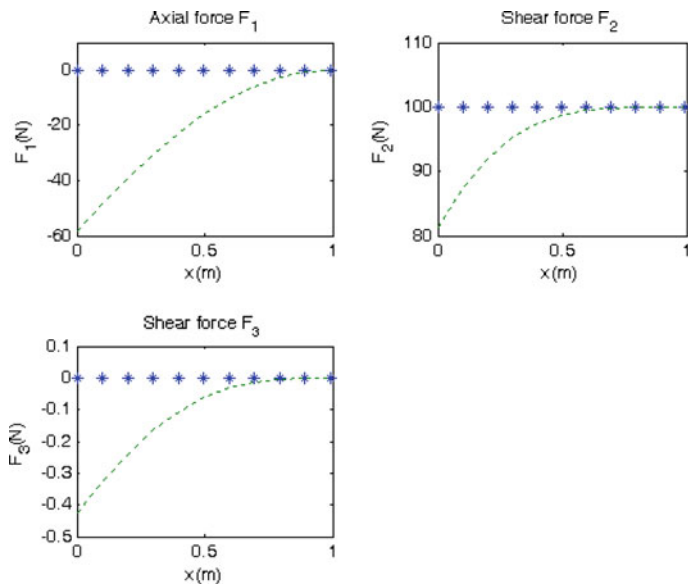 Axial force F1
0
-20
-40
-60
F1(N)
0 0.5 1
x(m)
Shear force F2
110
100
90
80
F2(N)
0 0.5 1
x(m)
Shear force F3
0.1
0
-0.1
-0.2
-0.3
-0.4
-0.5
F3(N)
0 0.5 1
x(m)